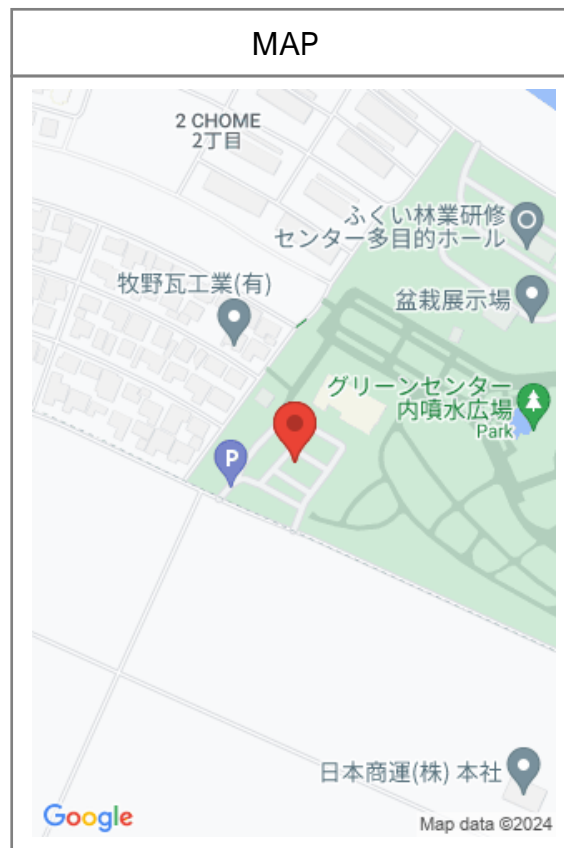 MAP
2 CHOME
2丁目
ふくい林業研修
センター多目的ホール
牧野瓦工業(有)
盆栽展示場
グリーンセンター
内噴水広場
Park
P
日本商運(株) 本社
Google
Map data ©2024